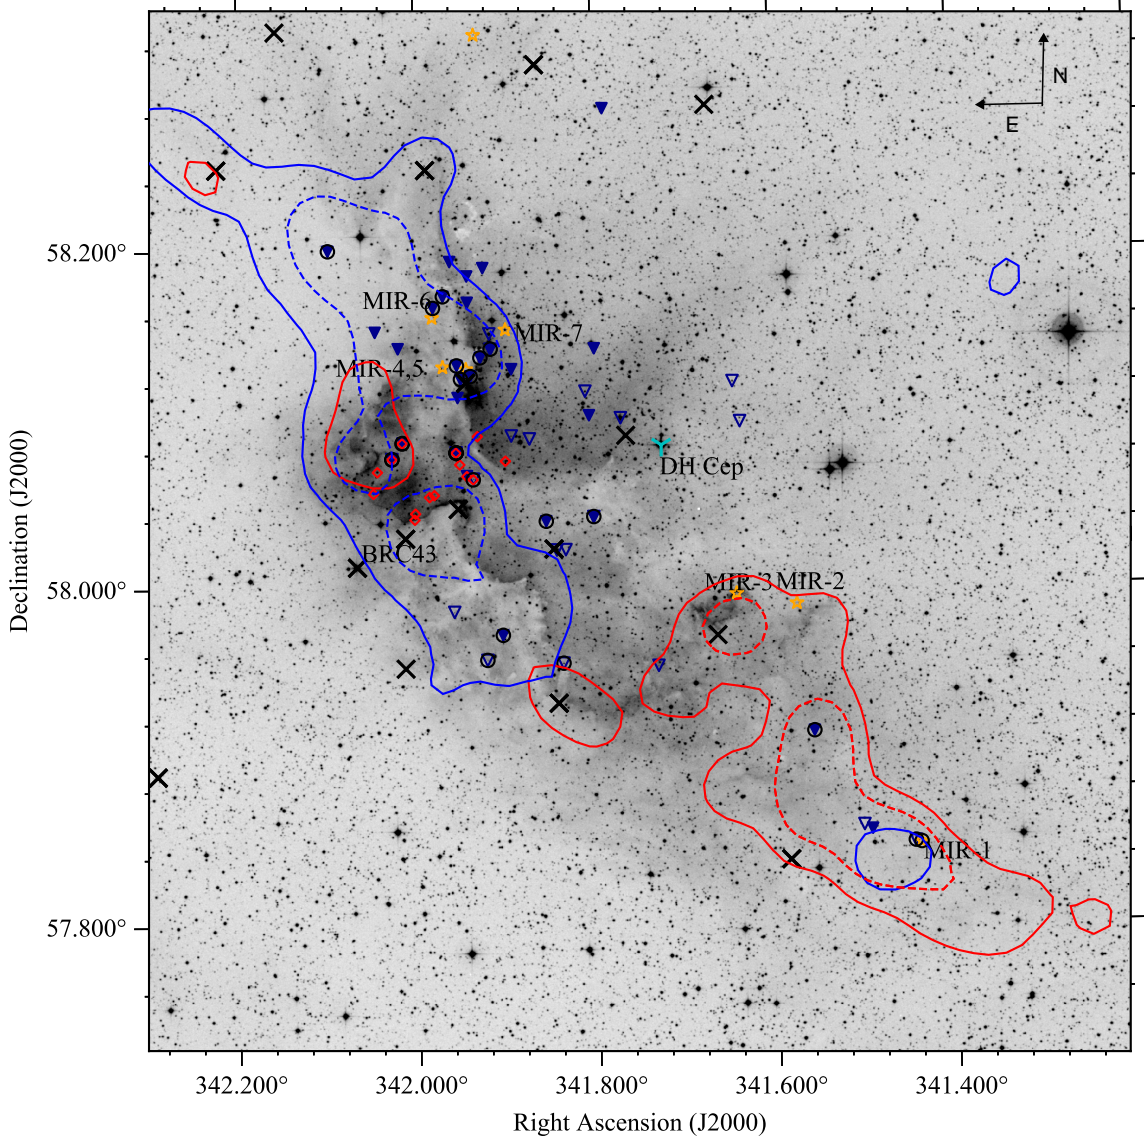 N
E
58.200°
MIR-6
MIR-7
MIR-4,5
DH Cep
BRC43
58.000°
MIR-3
MIR-2
MIR-1
57.800°
342.200°
342.000°
341.800°
341.600°
341.400°
Right Ascension (J2000)
Declination (J2000)